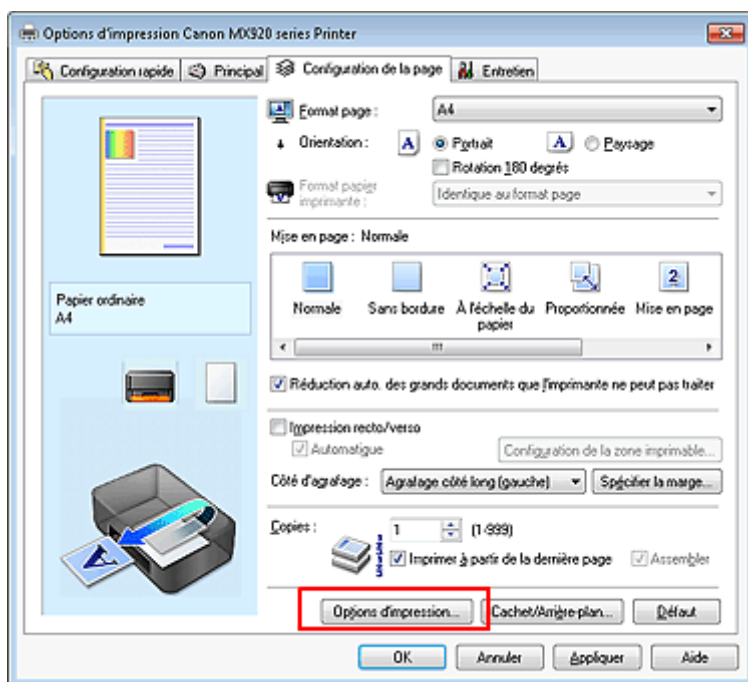 Options d'impression Canon MX920 series Printer
Configuration rapide Principal Configuration de la page Entretien
Format page : A4
Orientation : A Portrait A Paysage
Rotation 180 degrés
Format papier
imprimante : Identique au format page
Mise en page : Normale
2
Normale Sans bordure À l'échelle du Proportionnée Mise en page
papier
Papier ordinaire
A4
Réduction auto. des grands documents que l'imprimante ne peut pas traiter
Impression recto/verso
Automatique Configuration de la zone imprimable...
Côté d'agrafage : Agrafage côté long (gauche) Spécifier la marge...
Copies : 1 (1-999)
Imprimer à partir de la dernière page Assembler
A
Options d'impression... Cachet/Arrière-plan... Défaut
OK Annuler Appliquer Aide